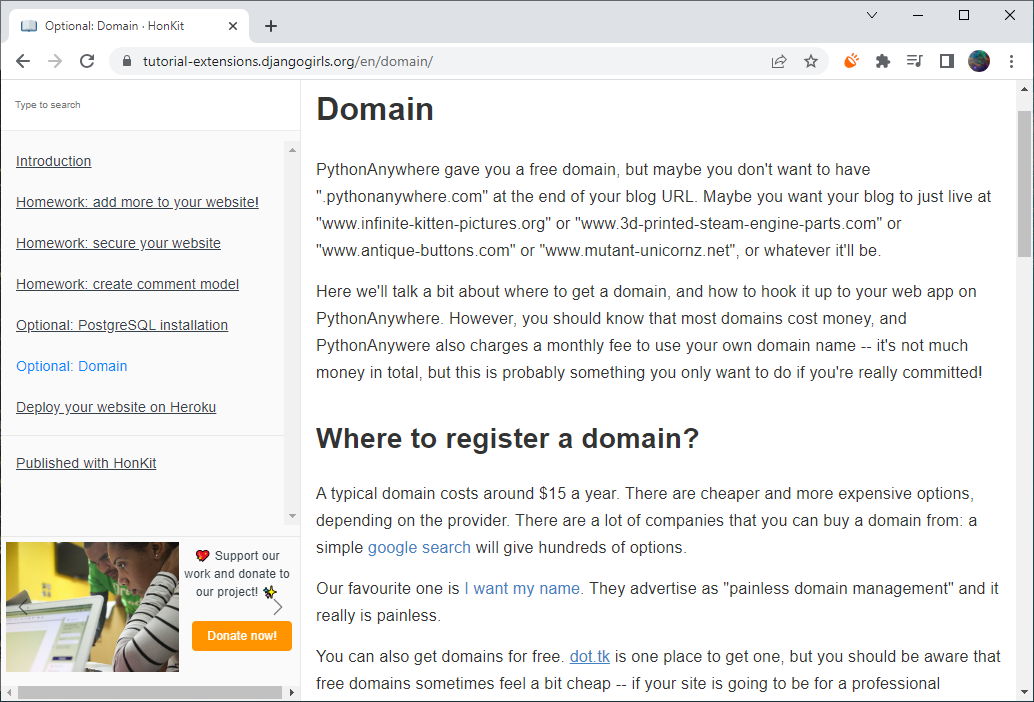 Optional: Domain · HonKit
tutorial-extensions.djangogirls.org/en/domain/
Type to search
Introduction
Homework: add more to your website!
Homework: secure your website
Homework: create comment model
Optional: PostgreSQL installation
Optional: Domain
Deploy your website on Heroku
Published with HonKit
Support our
work and donate to
our project!
Donate now!
Domain
PythonAnywhere gave you a free domain, but maybe you don't want to have
".pythonanywhere.com" at the end of your blog URL. Maybe you want your blog to just live at
"www.infinite-kitten-pictures.org" or "www.3d-printed-steam-engine-parts.com" or
"www.antique-buttons.com" or "www.mutant-unicornz.net", or whatever it'll be.
Here we'll talk a bit about where to get a domain, and how to hook it up to your web app on
PythonAnywhere. However, you should know that most domains cost money, and
PythonAnywere also charges a monthly fee to use your own domain name -- it's not much
money in total, but this is probably something you only want to do if you're really committed!
Where to register a domain?
A typical domain costs around $15 a year. There are cheaper and more expensive options,
depending on the provider. There are a lot of companies that you can buy a domain from: a
simple google search will give hundreds of options.
Our favourite one is I want my name. They advertise as "painless domain management" and it
really is painless.
You can also get domains for free. dot.tk is one place to get one, but you should be aware that
free domains sometimes feel a bit cheap -- if your site is going to be for a professional